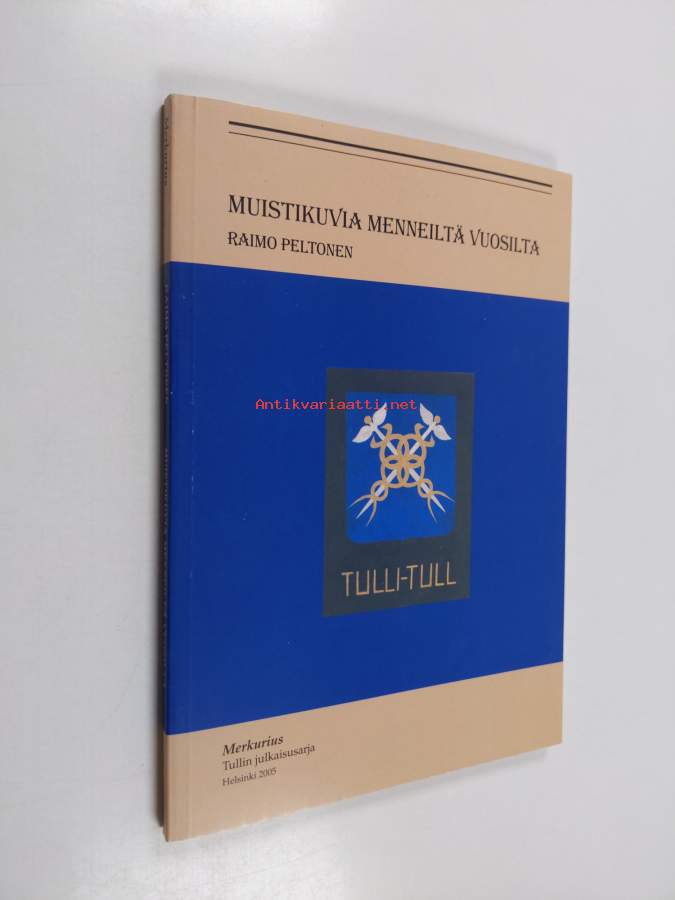 MUISTIKUVIA MENNEILTÄ VUOSILTA
RAIMO PELTONEN
Antikvariaatti.net
TULLI-TULL
Merkurius
Tullin julkaisusarja
Helsinki 2005